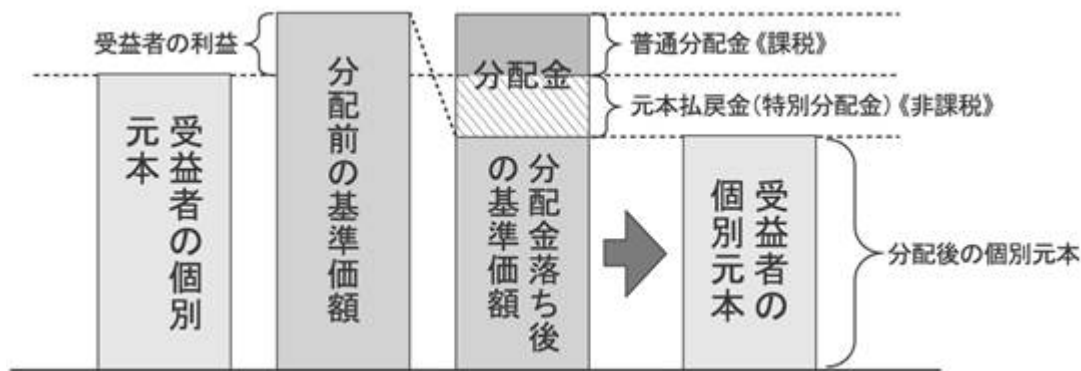 受益者の利益
受益者の個別
元本
分配前の基準価額
分配金
分配金落ち後
の基準価額
普通分配金《課税》
元本払戻金(特別分配金)《非課税》
受益者の
個別元本
分配後の個別元本